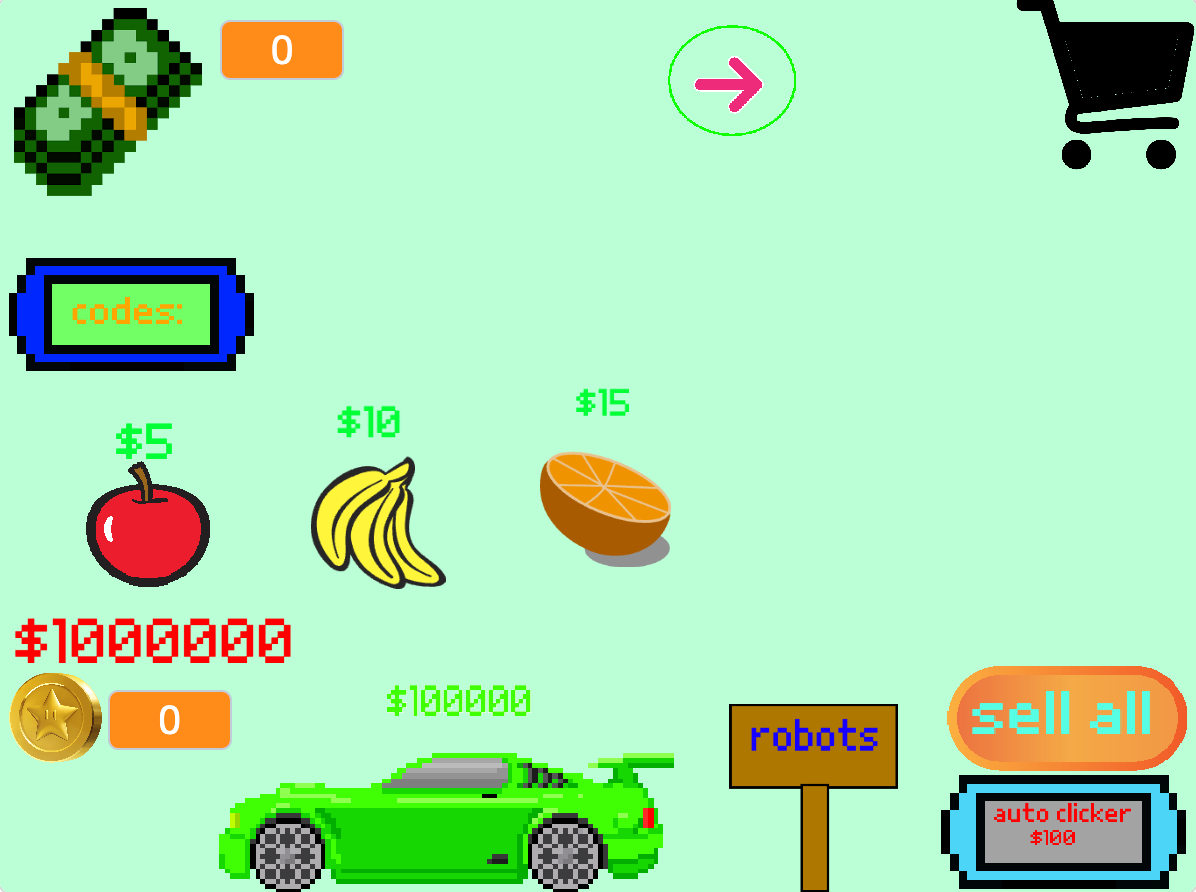 0
codes:
$15
$10
$5
$1000000
0
$100000
sell all
robots
auto clicker
$100